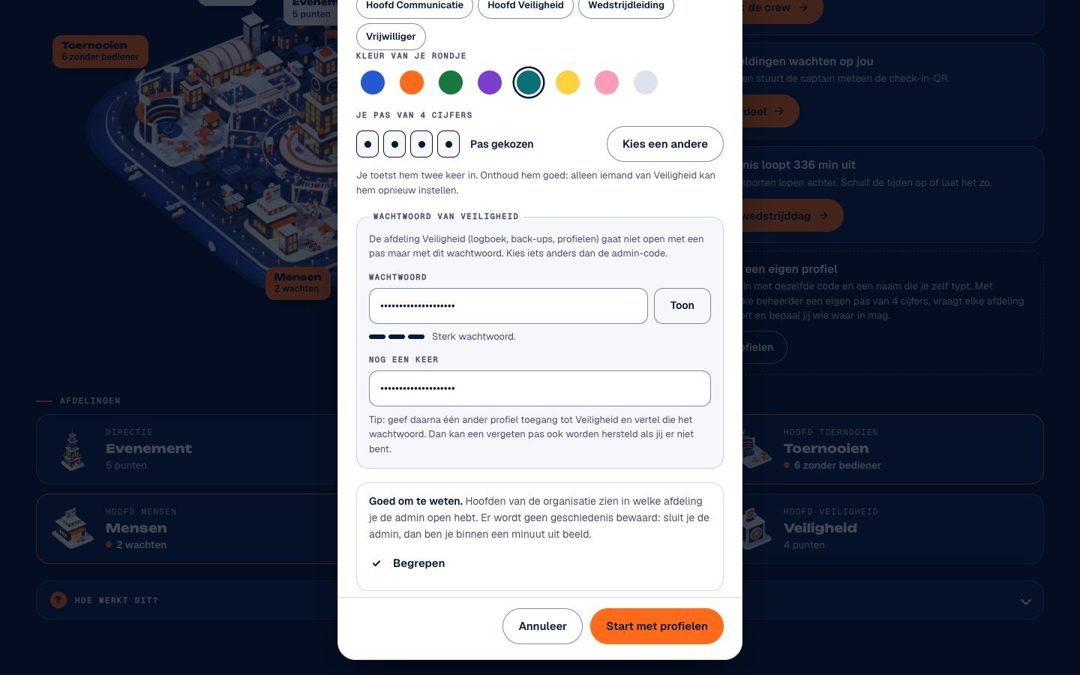 Evenem
5 punten
Toernooien
6 zonder bediener
Mensen
2 wachten
AFDELINGEN
DIRECTIE
Evenement
5 punten
HOOFD MENSEN
Mensen
2 wachten
? HOE WERKT DIT?
Hoofd Communicatie
Hoofd Veiligheid
Wedstrijdleiding
Vrijwilliger
KLEUR VAN JE RONDJE
JE PAS VAN 4 CIJFERS
Pas gekozen
Kies een andere
Je toetst hem twee keer in. Onthoud hem goed: alleen iemand van Veiligheid kan
hem opnieuw instellen.
WACHTWOORD VAN VEILIGHEID
De afdeling Veiligheid (logboek, back-ups, profielen) gaat niet open met een
pas maar met dit wachtwoord. Kies iets anders dan de admin-code.
WACHTWOORD
••••••••••••••••••••
Toon
Sterk wachtwoord.
NOG EEN KEER
••••••••••••••••••••
Tip: geef daarna één ander profiel toegang tot Veiligheid en vertel die het
wachtwoord. Dan kan een vergeten pas ook worden hersteld als jij er niet
bent.
Goed om te weten. Hoofden van de organisatie zien in welke afdeling
je de admin open hebt. Er wordt geen geschiedenis bewaard: sluit je de
admin, dan ben je binnen een minuut uit beeld.
Begrepen
Annuleer
Start met profielen
de crew →
ldingen wachten op jou
en stuurt de captain meteen de check-in-QR.
deel →
nis loopt 336 min uit
sporten lopen achter. Schuif de tijden op of laat het zo.
wedstrijddag →
een eigen profiel
in met dezelfde code en een naam die je zelf typt. Met
ke beheerder een eigen pas van 4 cijfers, vraagt elke afdeling
ort en bepaal jij wie waar in mag.
ofielen
HOOFD TOERNOOIEN
Toernooien
6 zonder bediener
HOOFD VEILIGHEID
Veiligheid
4 punten